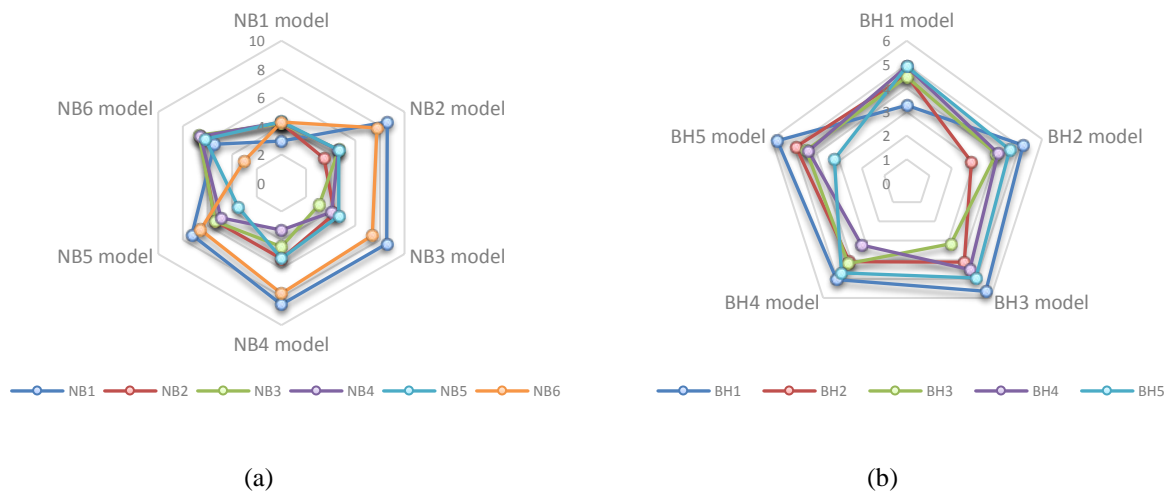 NB1 model
10
8
6
4
2
0
NB2 model
NB3 model
NB4 model
NB5 model
NB6 model
NB1 NB2 NB3 NB4 NB5 NB6
(a)
BH1 model
6
5
4
3
2
1
0
BH2 model
BH3 model
BH4 model
BH5 model
BH1 BH2 BH3 BH4 BH5
(b)